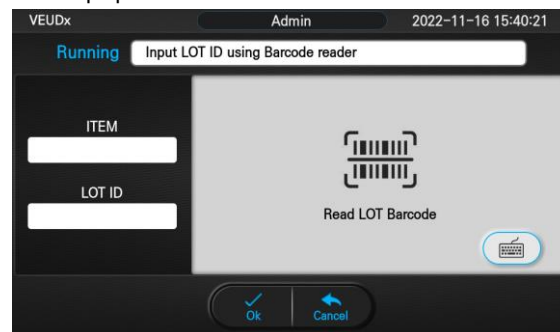 VEUDx Admin 2022-11-16 15:40:21
Running Input LOT ID using Barcode reader
ITEM
LOT ID
Read LOT Barcode
Ok Cancel